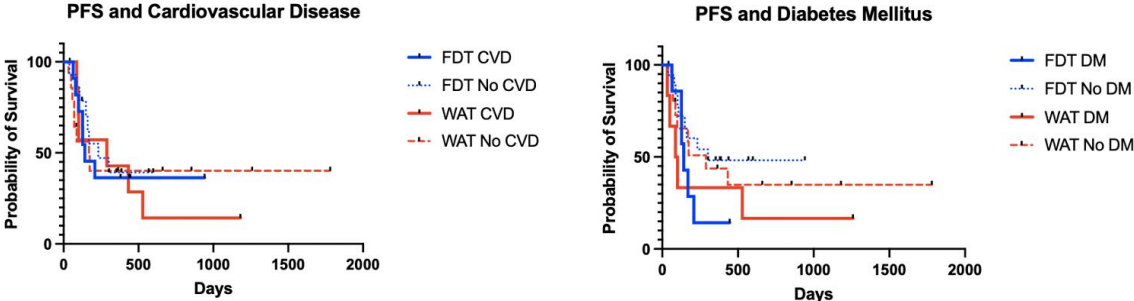 PFS and Cardiovascular Disease
Probability of Survival
100
50
0
0 500 1000 1500 2000
Days
FDT CVD
FDT No CVD
WAT CVD
WAT No CVD
PFS and Diabetes Mellitus
Probability of Survival
100
50
0
0 500 1000 1500 2000
Days
FDT DM
FDT No DM
WAT DM
WAT No DM